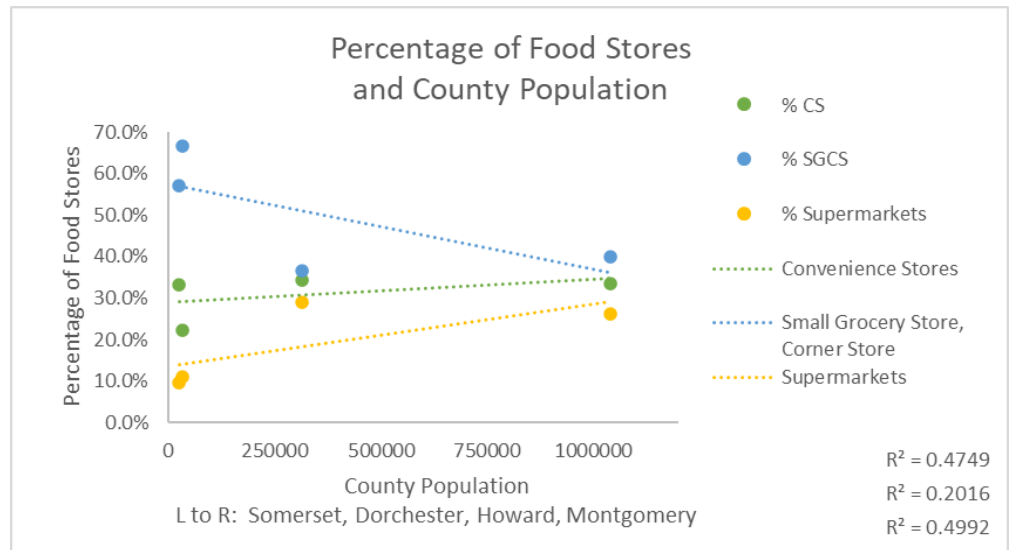 Percentage of Food Stores
and County Population
Percentage of Food Stores
70.0%
60.0%
50.0%
40.0%
30.0%
20.0%
10.0%
0.0%
0 250000 500000 750000 1000000
County Population
L to R: Somerset, Dorchester, Howard, Montgomery
% CS
% SGCS
% Supermarkets
Convenience Stores
Small Grocery Store,
Corner Store
Supermarkets
R² = 0.4749
R² = 0.2016
R² = 0.4992